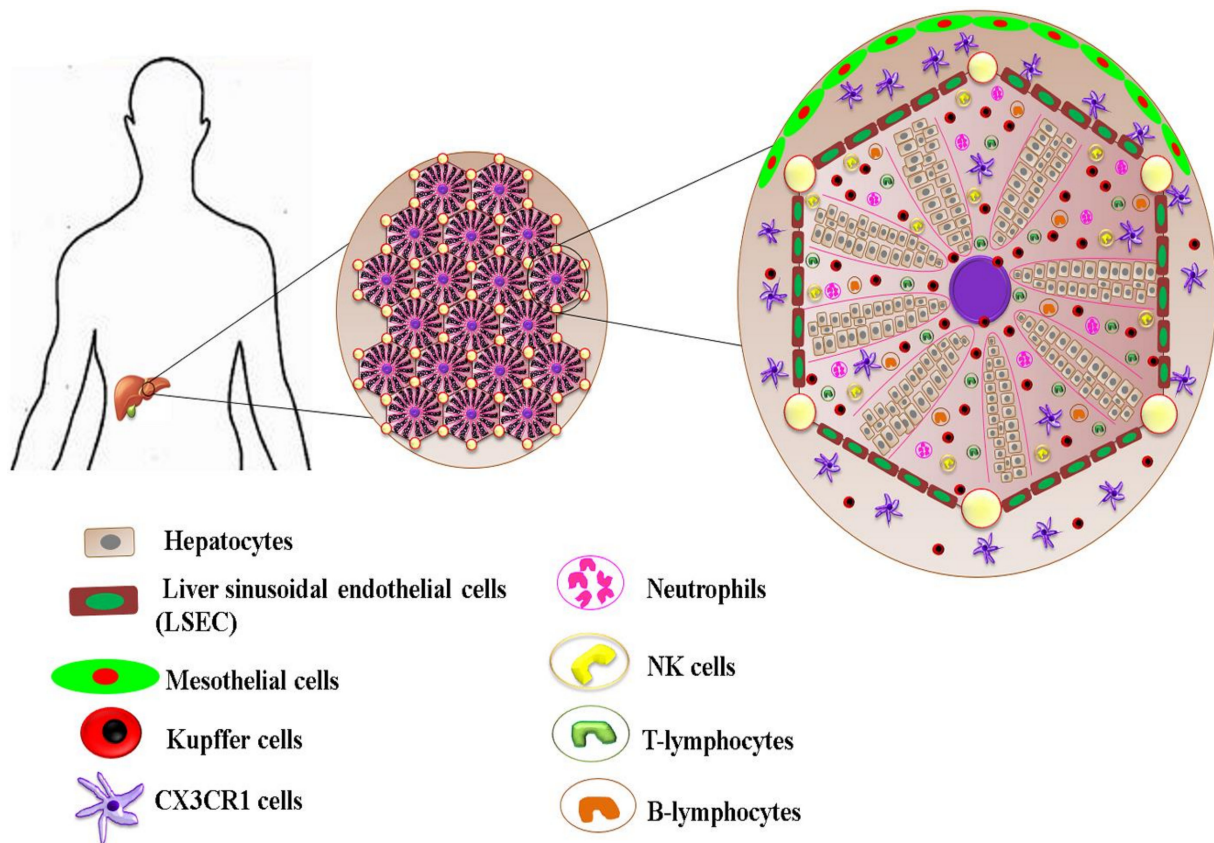 Hepatocytes
Liver sinusoidal endothelial cells
(LSEC)
Mesothelial cells
Kupffer cells
CX3CR1 cells
Neutrophils
NK cells
T-lymphocytes
B-lymphocytes